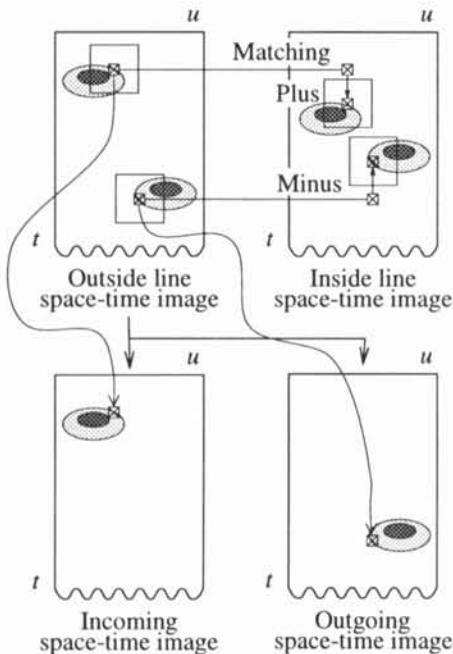 u
u
Matching
Plus
Minus
t
t
Outside line
space-time image
Inside line
space-time image
u
u
t
t
Incoming
space-time image
Outgoing
space-time image